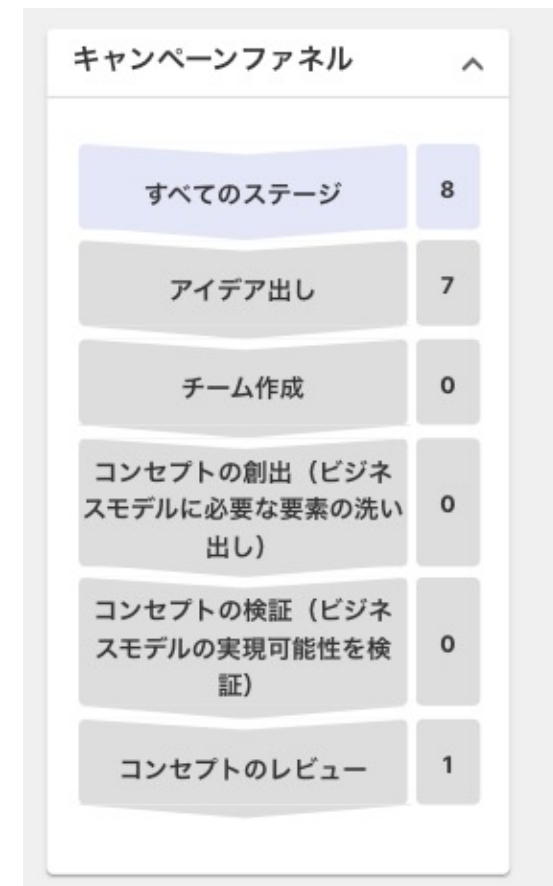 キャンペーンファネル
すべてのステージ 8
アイデア出し 7
チーム作成 0
コンセプトの創出（ビジネ
スモデルに必要な要素の洗い 0
出し）
コンセプトの検証（ビジネ
スモデルの実現可能性を検 0
証）
コンセプトのレビュー 1